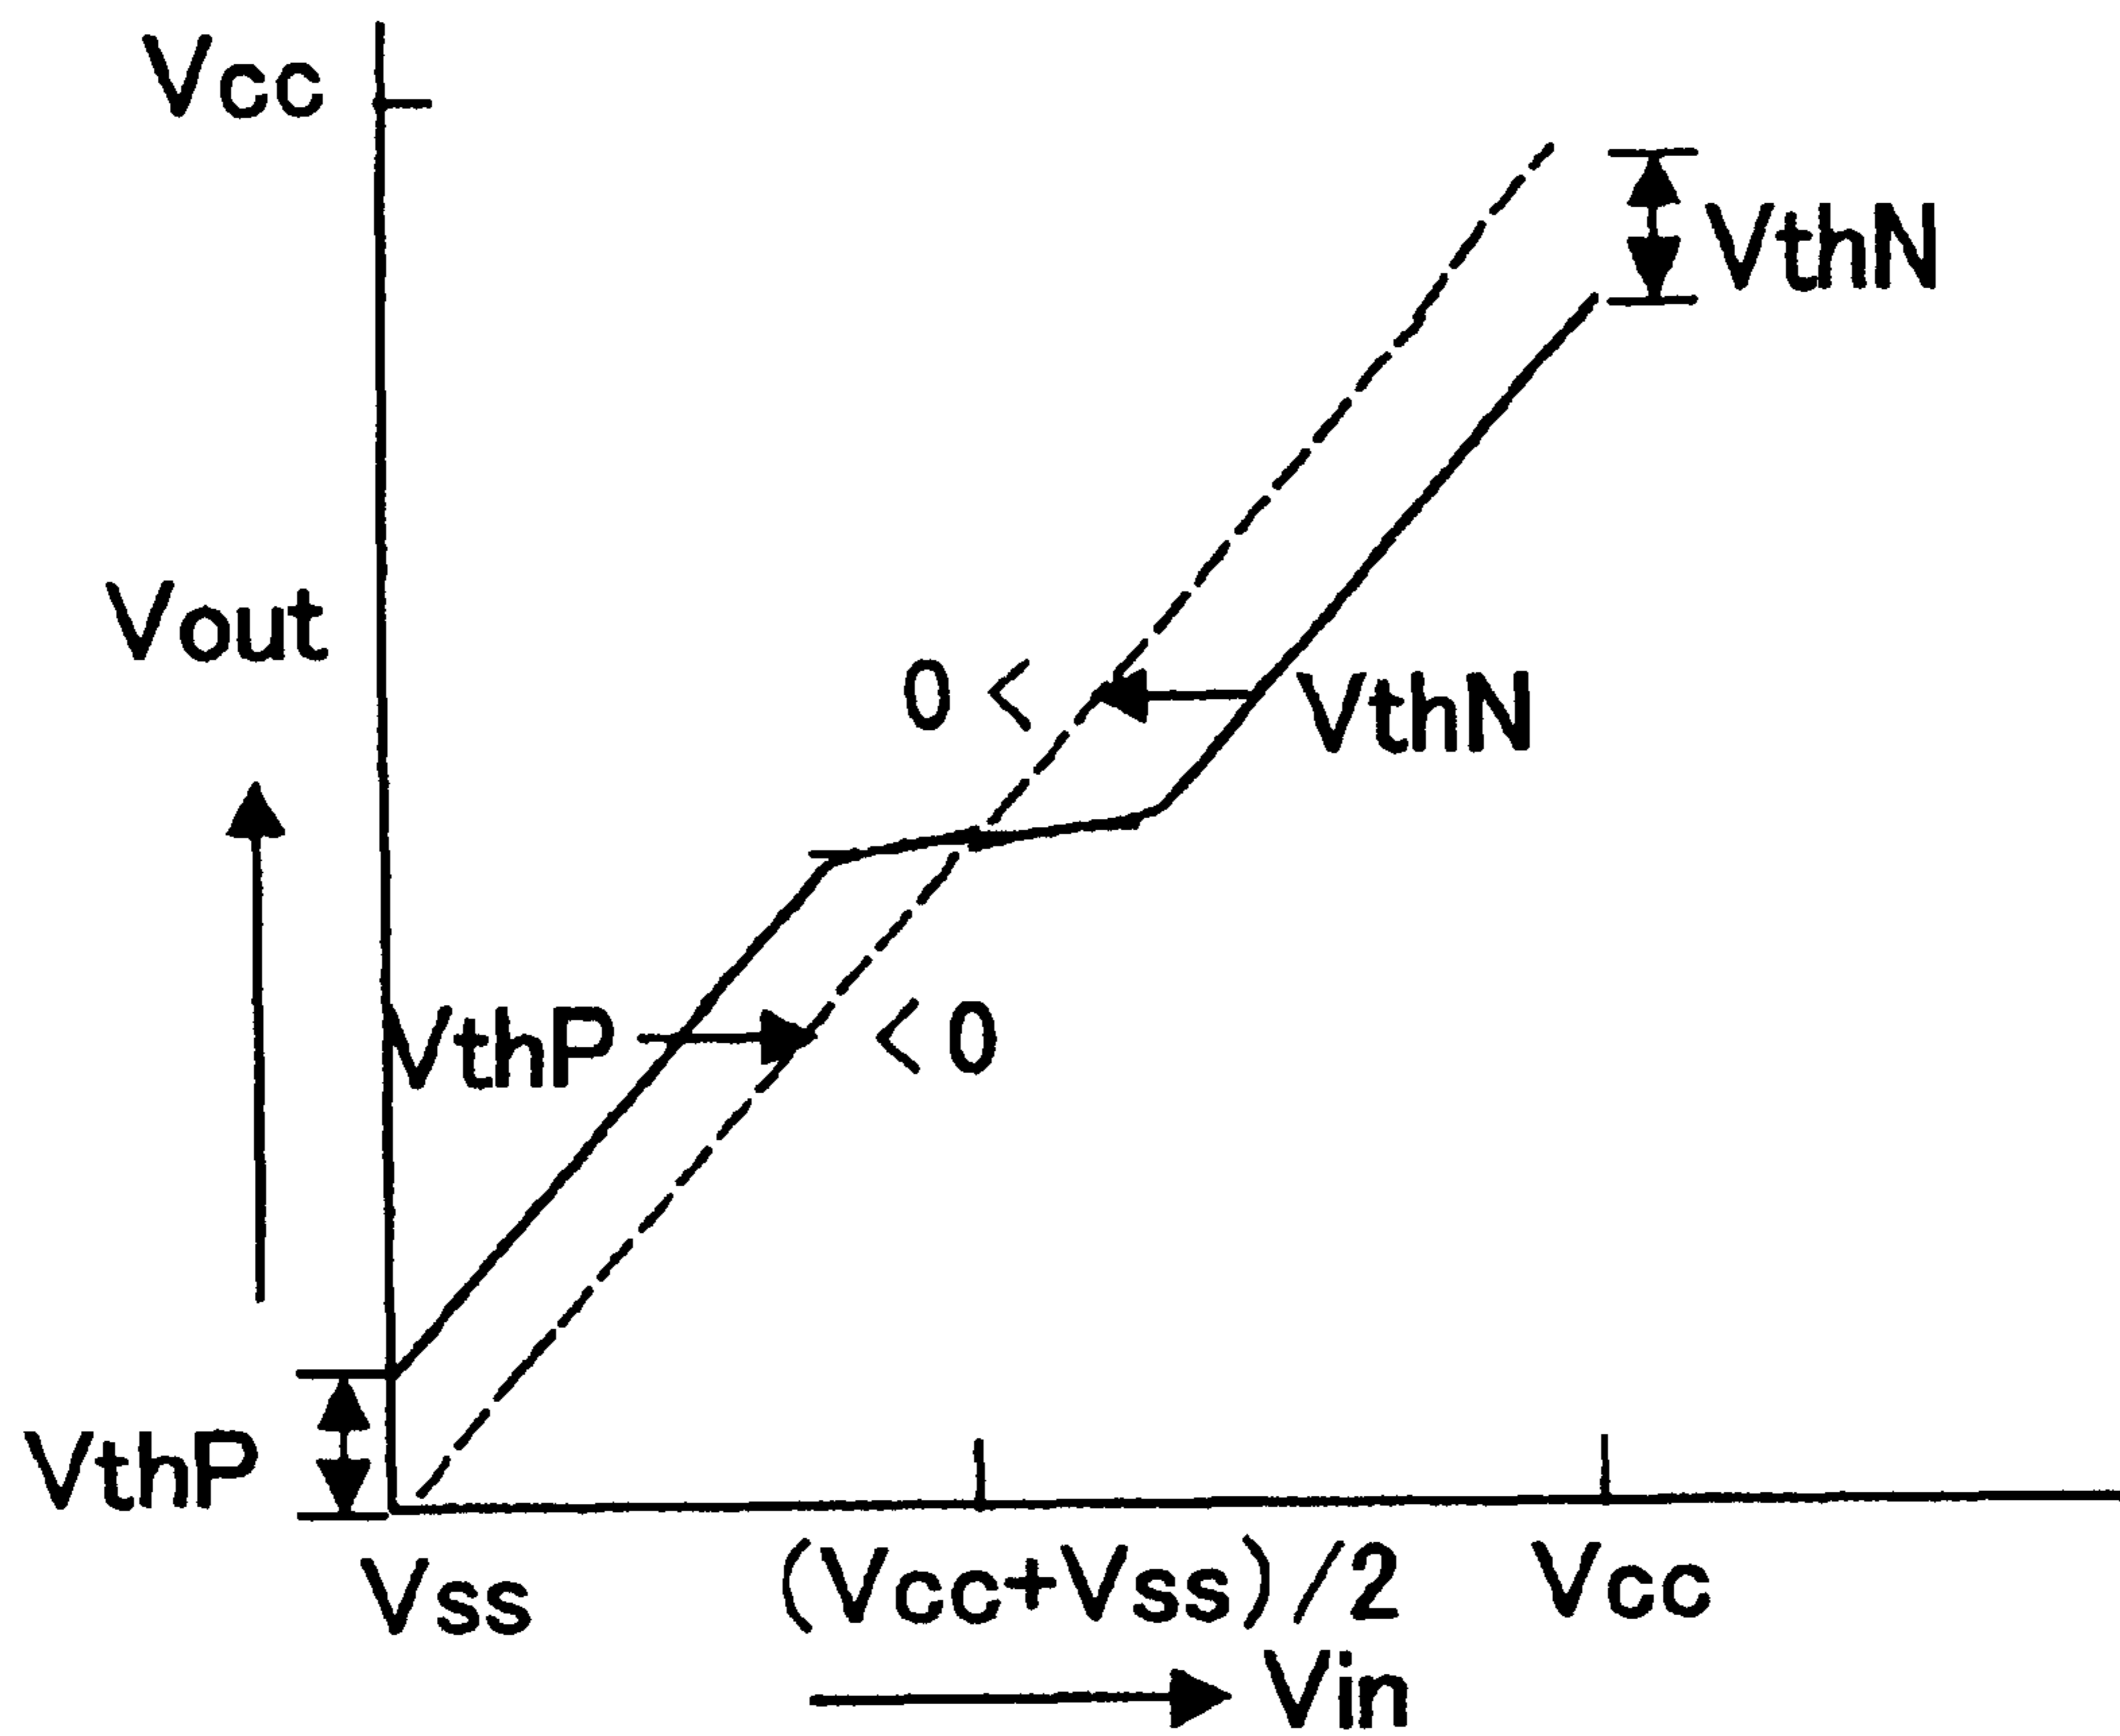 Vcc
VthN
Vout
0 < VthN
VthP < 0
VthP
Vss
(Vcc+Vss)/2
Vcc
Vin